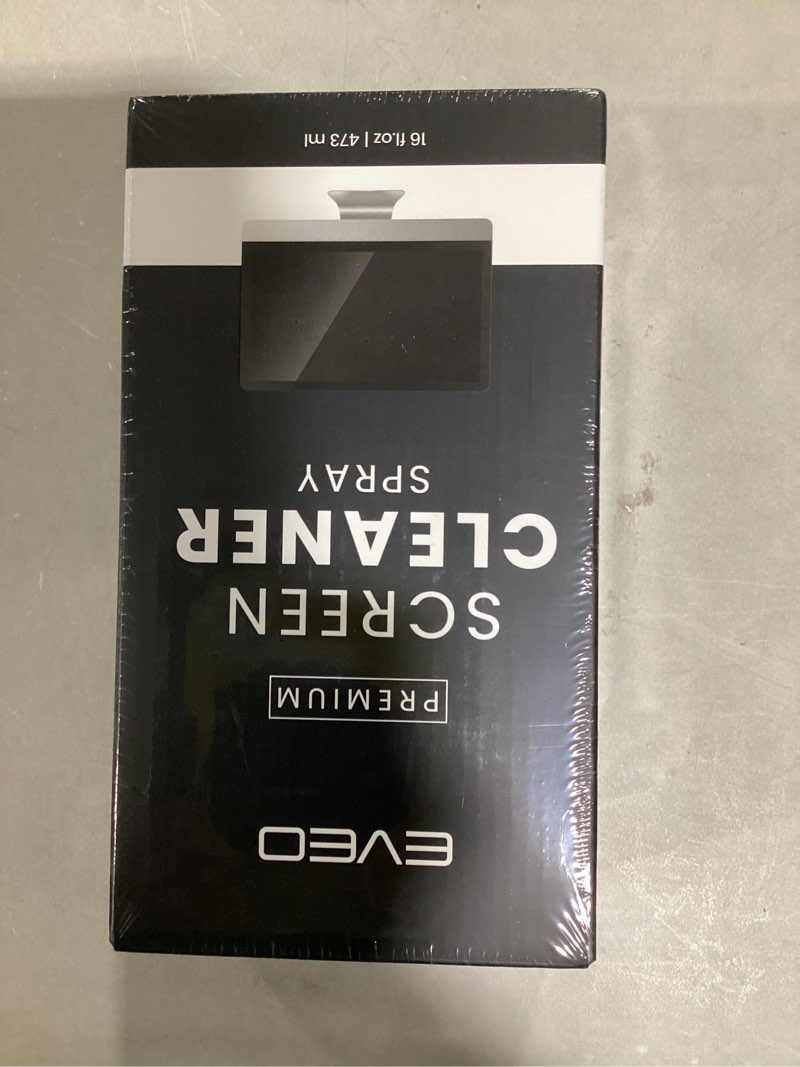 EVEO
PREMIUM
SCREEN
CLEANER
SPRAY
16 fl.oz | 473 ml